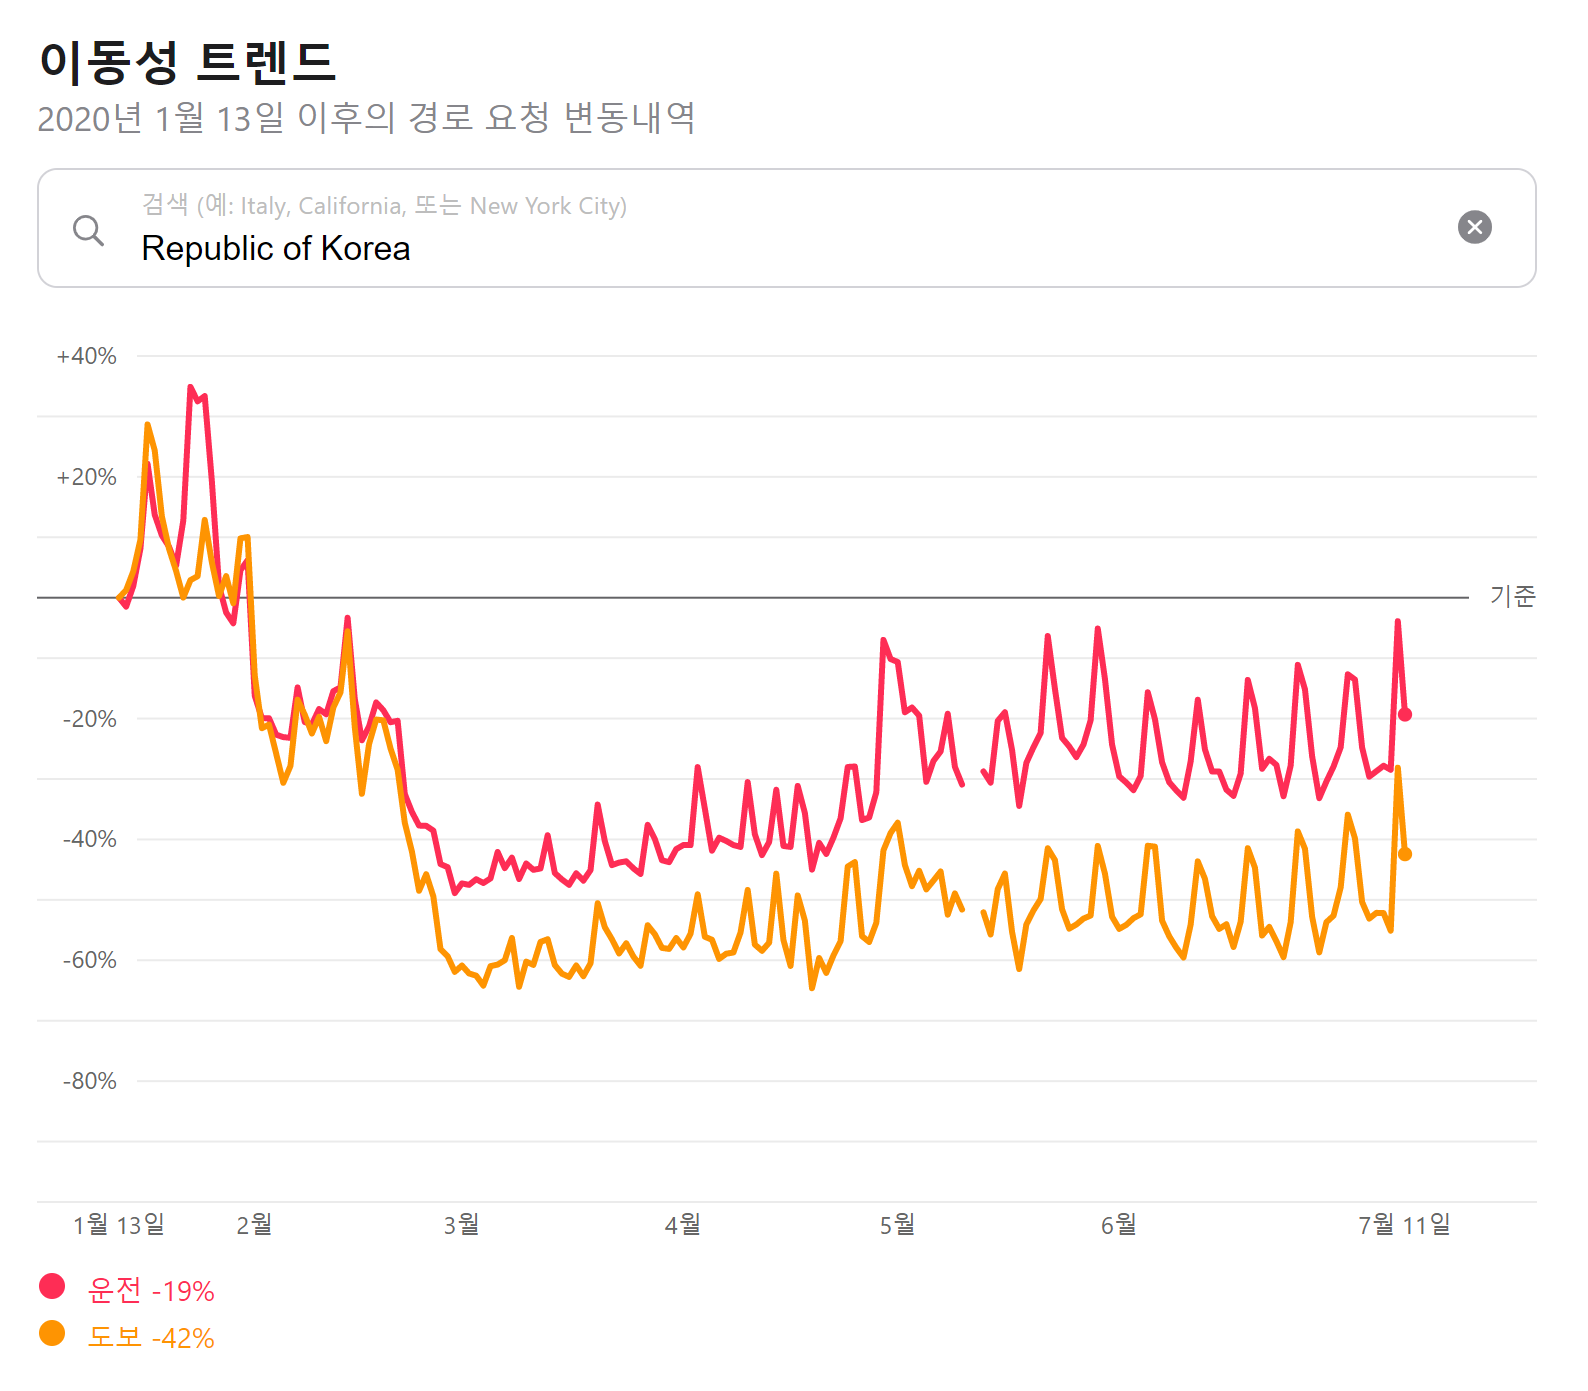 이동성 트렌드
2020년 1월 13일 이후의 경로 요청 변동내역
검색 (예: Italy, California, 또는 New York City)
Republic of Korea
+40%
+20%
기준
-20%
-40%
-60%
-80%
1월 13일 2월 3월 4월 5월 6월 7월 11일
운전 -19%
도보 -42%